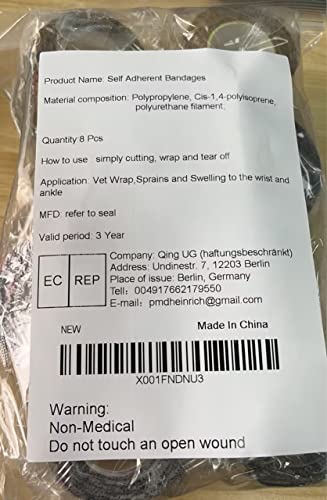 Product Name: Self Adherent Bandages
Material composition: Polypropylene, Cis-1,4-polyisoprene,
polyurethane filament,
Quantity:8 Pcs
How to use : simply cutting, wrap and tear off
Application: Vet Wrap,Sprains and Swelling to the wrist and
ankle
MFD: refer to seal
Valid period: 3 Year
EC REP
Company: Qing UG (haftungsbeschränkt)
Address: Undinestr. 7, 12203 Berlin
Place of issue: Berlin, Germany
Tell: 004917662179550
E-mail: pmdheinrich@gmail.com
NEW
Made In China
X001FNDNU3
Warning:
Non-Medical
Do not touch an open wound